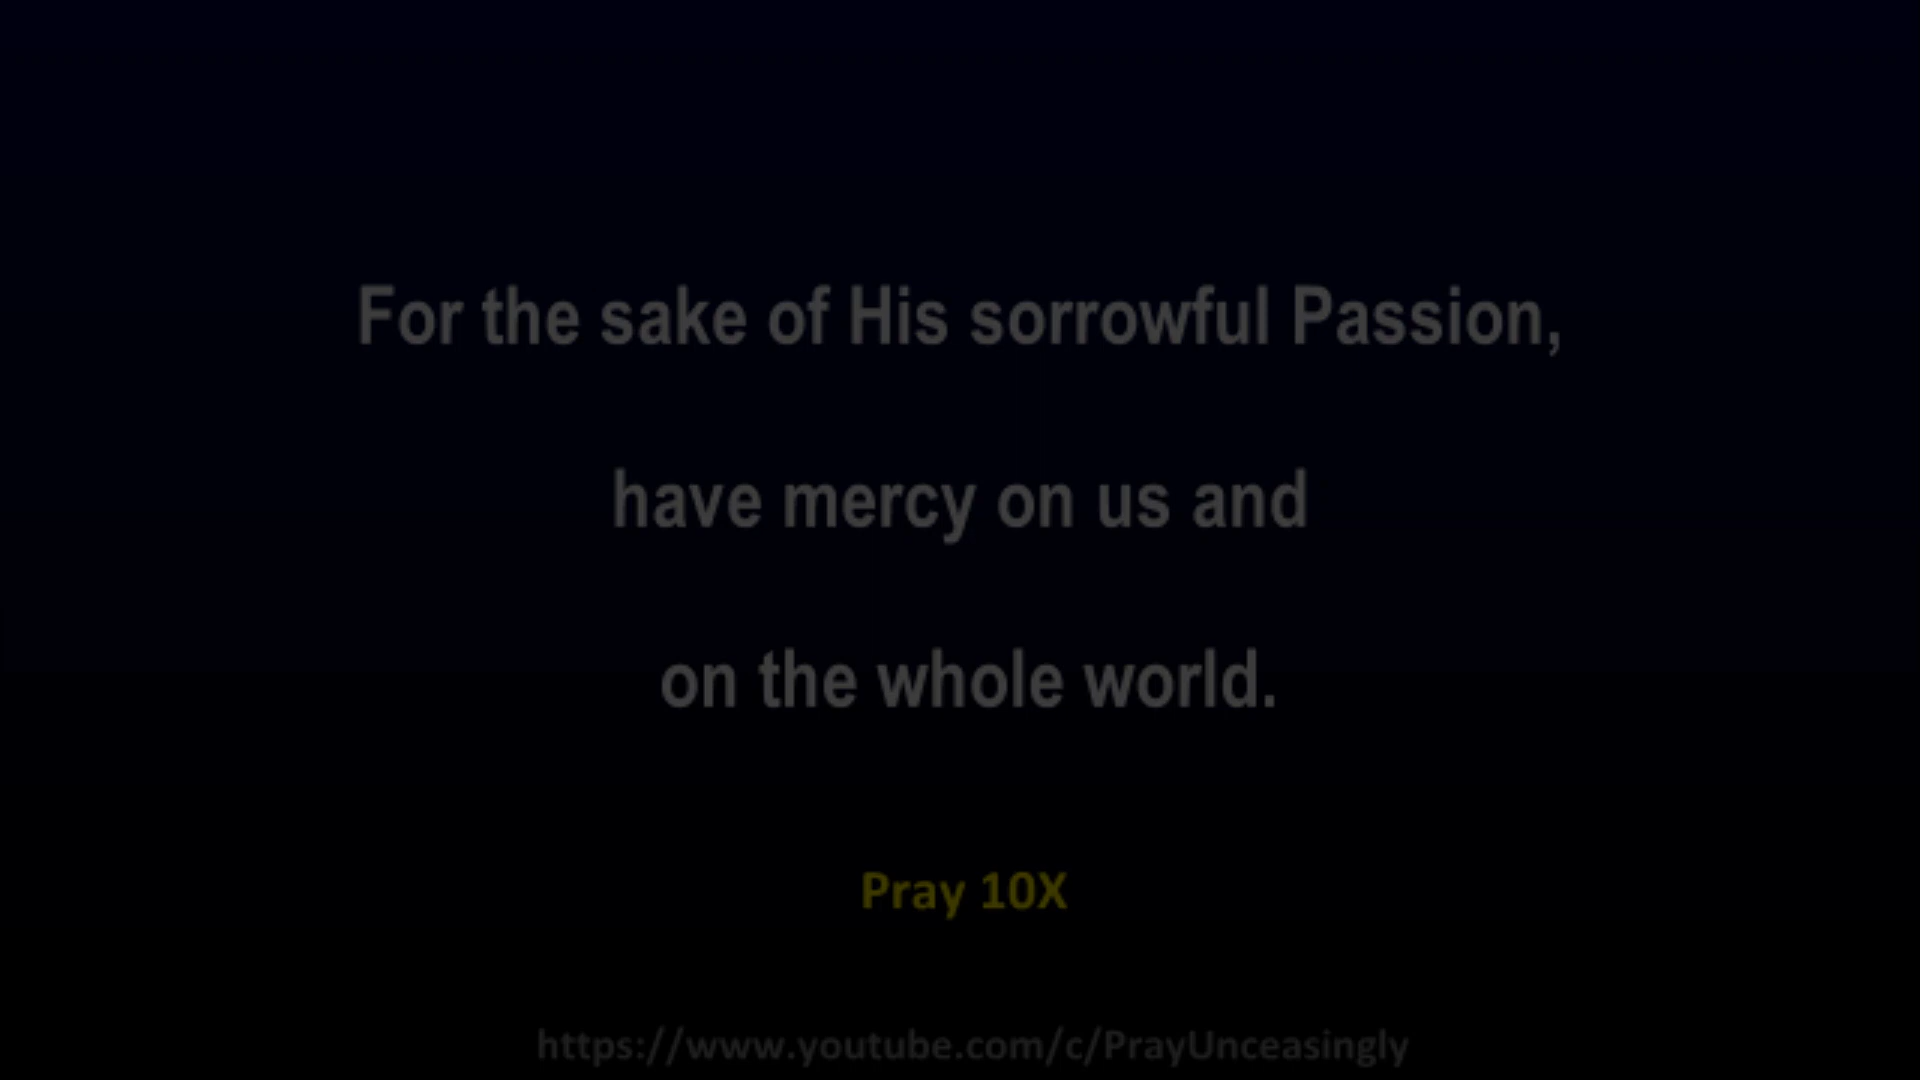 For the sake of His sorrowful Passion,
have mercy on us and
on the whole world.
Pray 10X
https://www.youtube.com/c/PrayUnceasingly